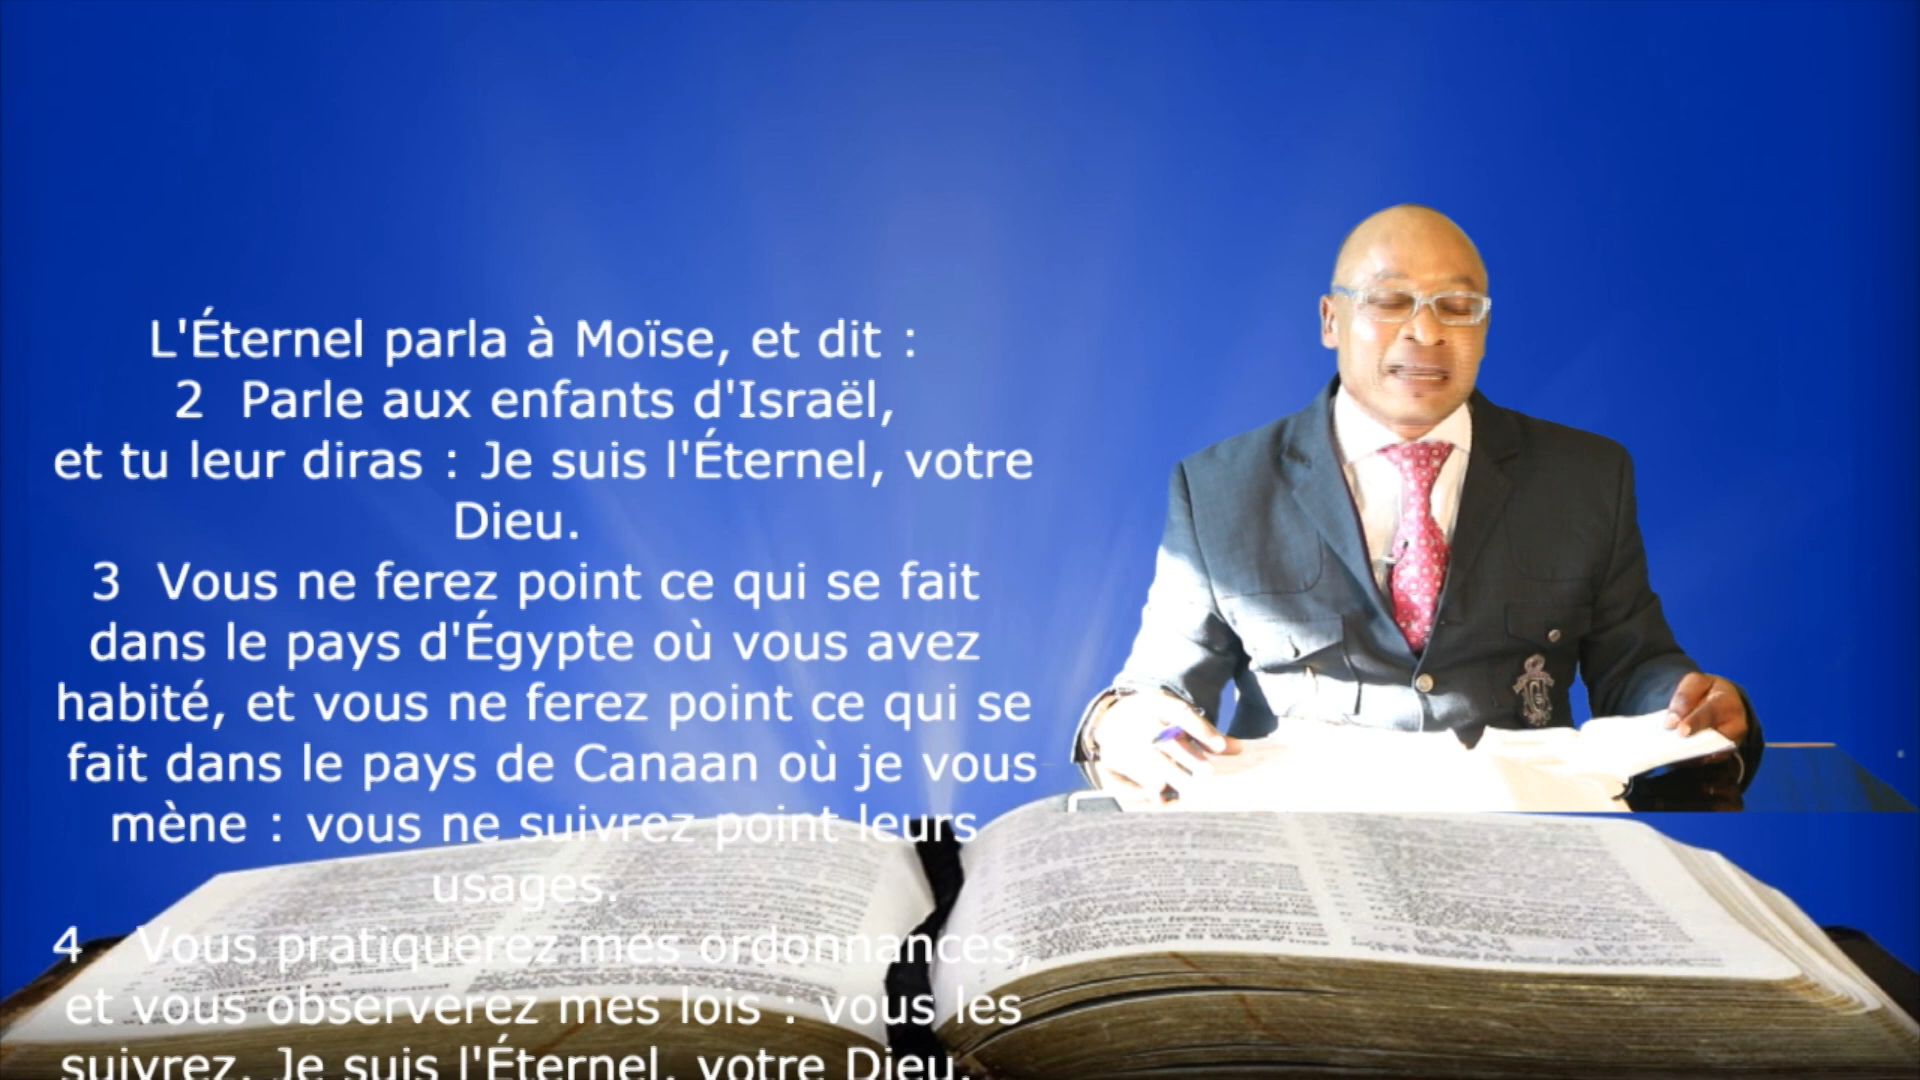 L'Éternel parla à Moïse, et dit :
2 Parle aux enfants d'Israël,
et tu leur diras : Je suis l'Éternel, votre
Dieu.
3 Vous ne ferez point ce qui se fait
dans le pays d'Égypte où vous avez
habité, et vous ne ferez point ce qui se
fait dans le pays de Canaan où je vous
mène : vous ne suivrez point leurs
usages.
4 Vous pratiquerez mes ordonnances,
et vous observerez mes lois : vous les
suivrez. Je suis l'Éternel, votre Dieu.